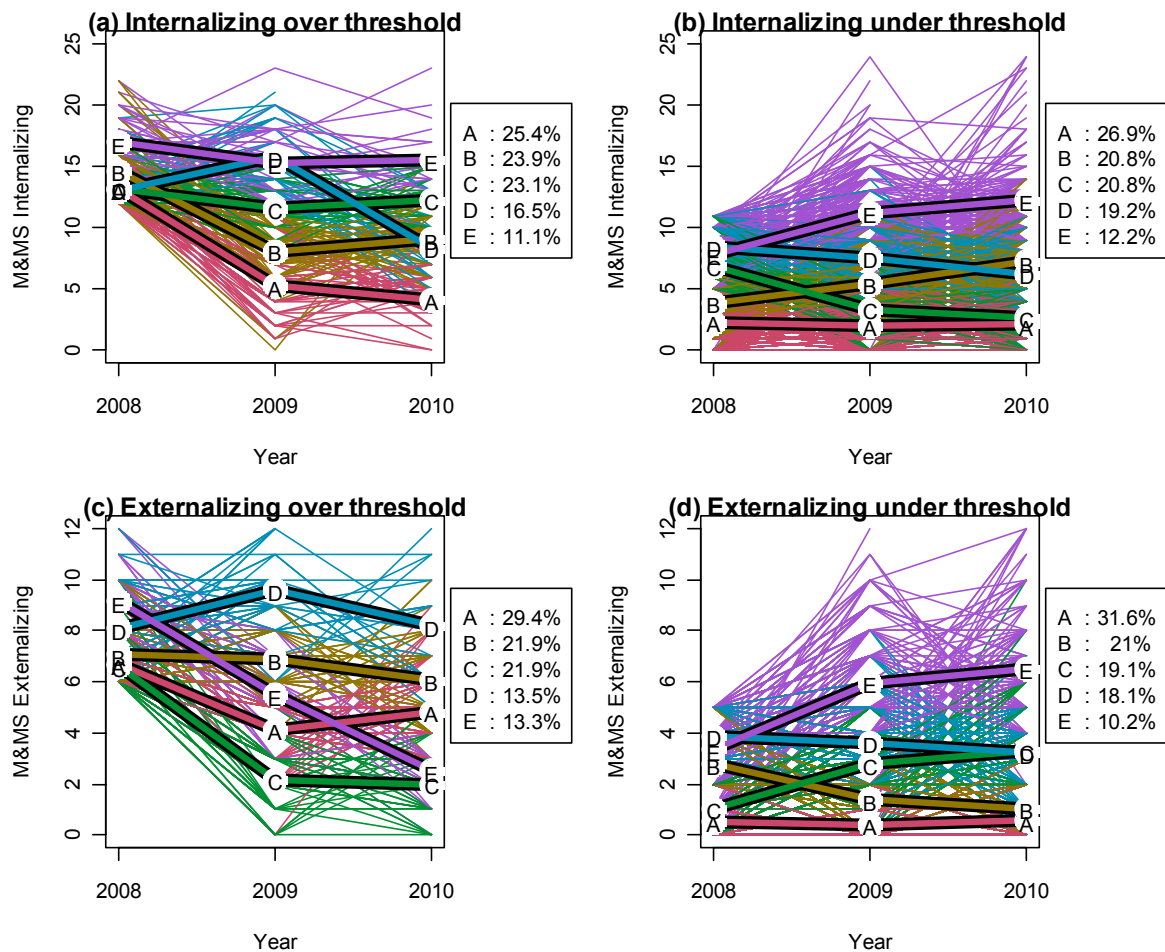 (a) Internalizing over threshold
M&MS Internalizing
25
20
15
10
5
0
2008 2009 2010
Year
E
B
D
A
D
E
C
B
A
E
C
B
D
A
A : 25.4%
B : 23.9%
C : 23.1%
D : 16.5%
E : 11.1%
(b) Internalizing under threshold
M&MS Internalizing
25
20
15
10
5
0
2008 2009 2010
Year
D
E
C
B
A
E
D
B
C
A
E
B
D
C
A
A : 26.9%
B : 20.8%
C : 20.8%
D : 19.2%
E : 12.2%
(c) Externalizing over threshold
M&MS Externalizing
12
10
8
6
4
2
0
2008 2009 2010
Year
E
D
B
A
D
B
E
A
C
D
B
A
E
C
A : 29.4%
B : 21.9%
C : 21.9%
D : 13.5%
E : 13.3%
(d) Externalizing under threshold
M&MS Externalizing
12
10
8
6
4
2
0
2008 2009 2010
Year
D
E
B
C
A
E
D
C
B
A
E
C
D
B
A
A : 31.6%
B : 21%
C : 19.1%
D : 18.1%
E : 10.2%